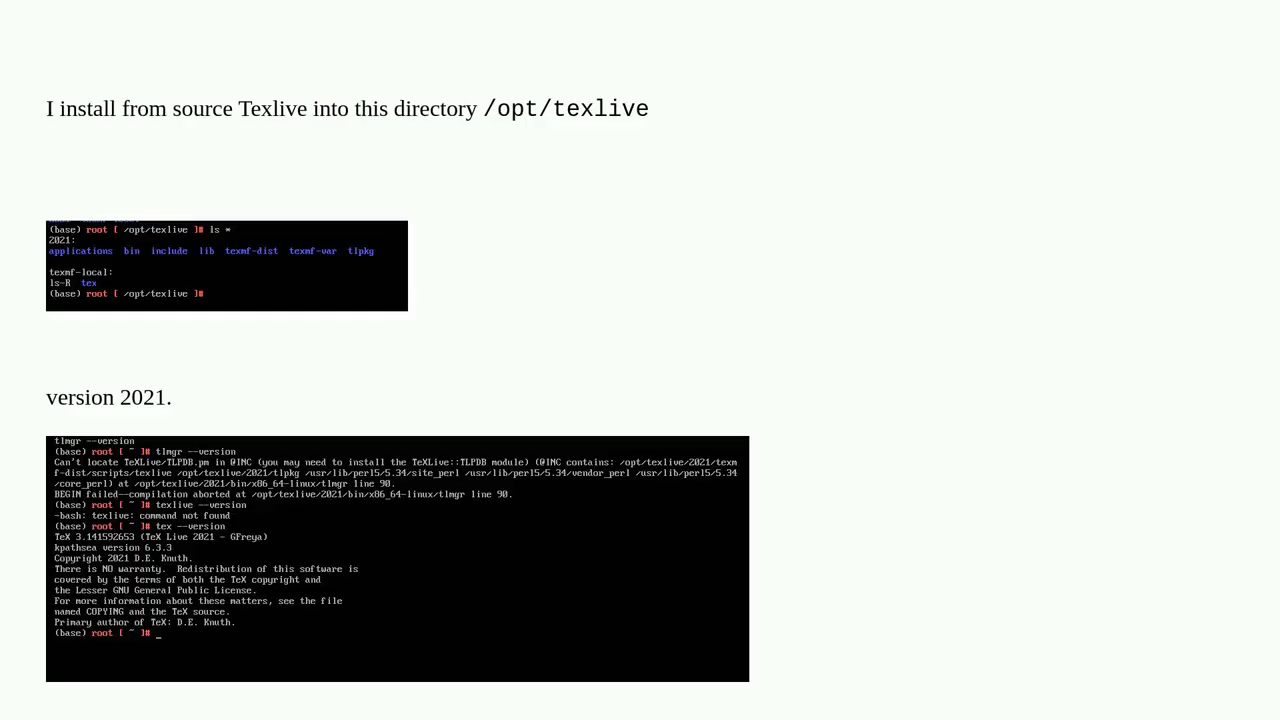 I install from source Texlive into this directory /opt/texlive
(base) root [ /opt/texlive ]# ls *
2021:
applications  bin  include  lib  texmf-dist  texmf-var  tlpkg
texmf-local:
ls-R  tex
(base) root [ /opt/texlive ]#
version 2021.
tlmgr --version
(base) root [ ~ ]# tlmgr --version
Can't locate TeXLive/TLPDB.pm in @INC (you may need to install the TeXLive::TLPDB module) (@INC contains: /opt/texlive/2021/texm
f-dist/scripts/texlive /opt/texlive/2021/tlpkg /usr/lib/perl5/5.34/site_perl /usr/lib/perl5/5.34/vendor_perl /usr/lib/perl5/5.34
/core_perl) at /opt/texlive/2021/bin/x86_64-linux/tlmgr line 90.
BEGIN failed--compilation aborted at /opt/texlive/2021/bin/x86_64-linux/tlmgr line 90.
(base) root [ ~ ]# texlive --version
-bash: texlive: command not found
(base) root [ ~ ]# tex --version
TeX 3.141592653 (TeX Live 2021 - GFreya)
kpathsea version 6.3.3
Copyright 2021 D.E. Knuth.
There is NO warranty.  Redistribution of this software is
covered by the terms of both the TeX copyright and
the Lesser GNU General Public License.
For more information about these matters, see the file
named COPYING and the TeX source.
Primary author of TeX: D.E. Knuth.
(base) root [ ~ ]# _